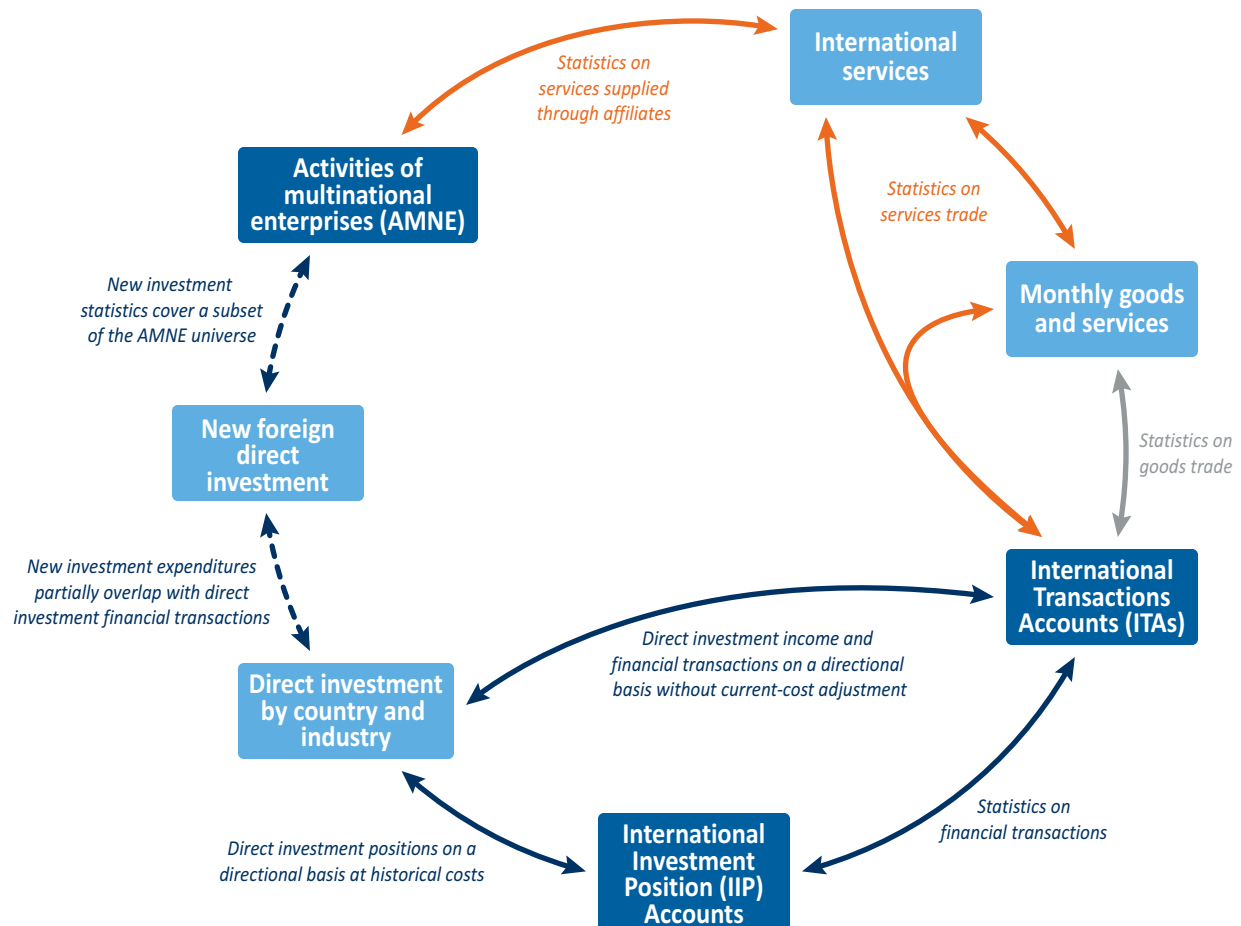 International
services
Statistics on
services supplied
through affiliates
Activities of
multinational
enterprises (AMNE)
Statistics on
services trade
New investment
statistics cover a subset
of the AMNE universe
Monthly goods
and services
New foreign
direct
investment
Statistics on
goods trade
New investment expenditures
partially overlap with direct
investment financial transactions
International
Transactions
Accounts (ITAs)
Direct investment income and
financial transactions on a directional
basis without current-cost adjustment
Direct investment
by country and
industry
Statistics on
financial transactions
Direct investment positions on a
directional basis at historical costs
International
Investment
Position (IIP)
Accounts